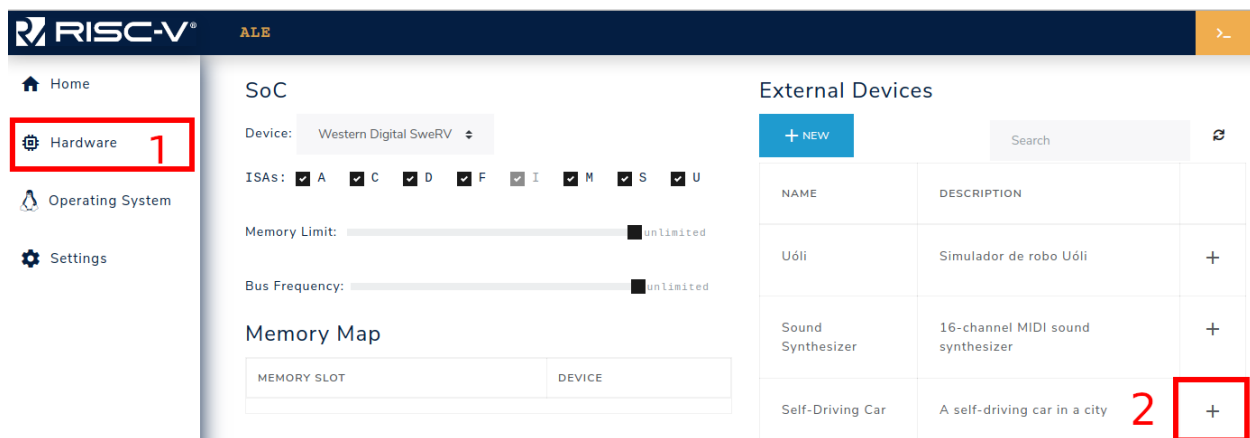 RISC-V®
ALE
>_
Home
Hardware
1
Operating System
Settings
SoC
Device: Western Digital SweRV
ISAs: A C D F I M S U
Memory Limit: unlimited
Bus Frequency: unlimited
Memory Map
MEMORY SLOT DEVICE
External Devices
+ NEW
Search
NAME DESCRIPTION
Uóli Simulador de robo Uóli +
Sound 16-channel MIDI sound +
Synthesizer synthesizer
Self-Driving Car A self-driving car in a city 2 +